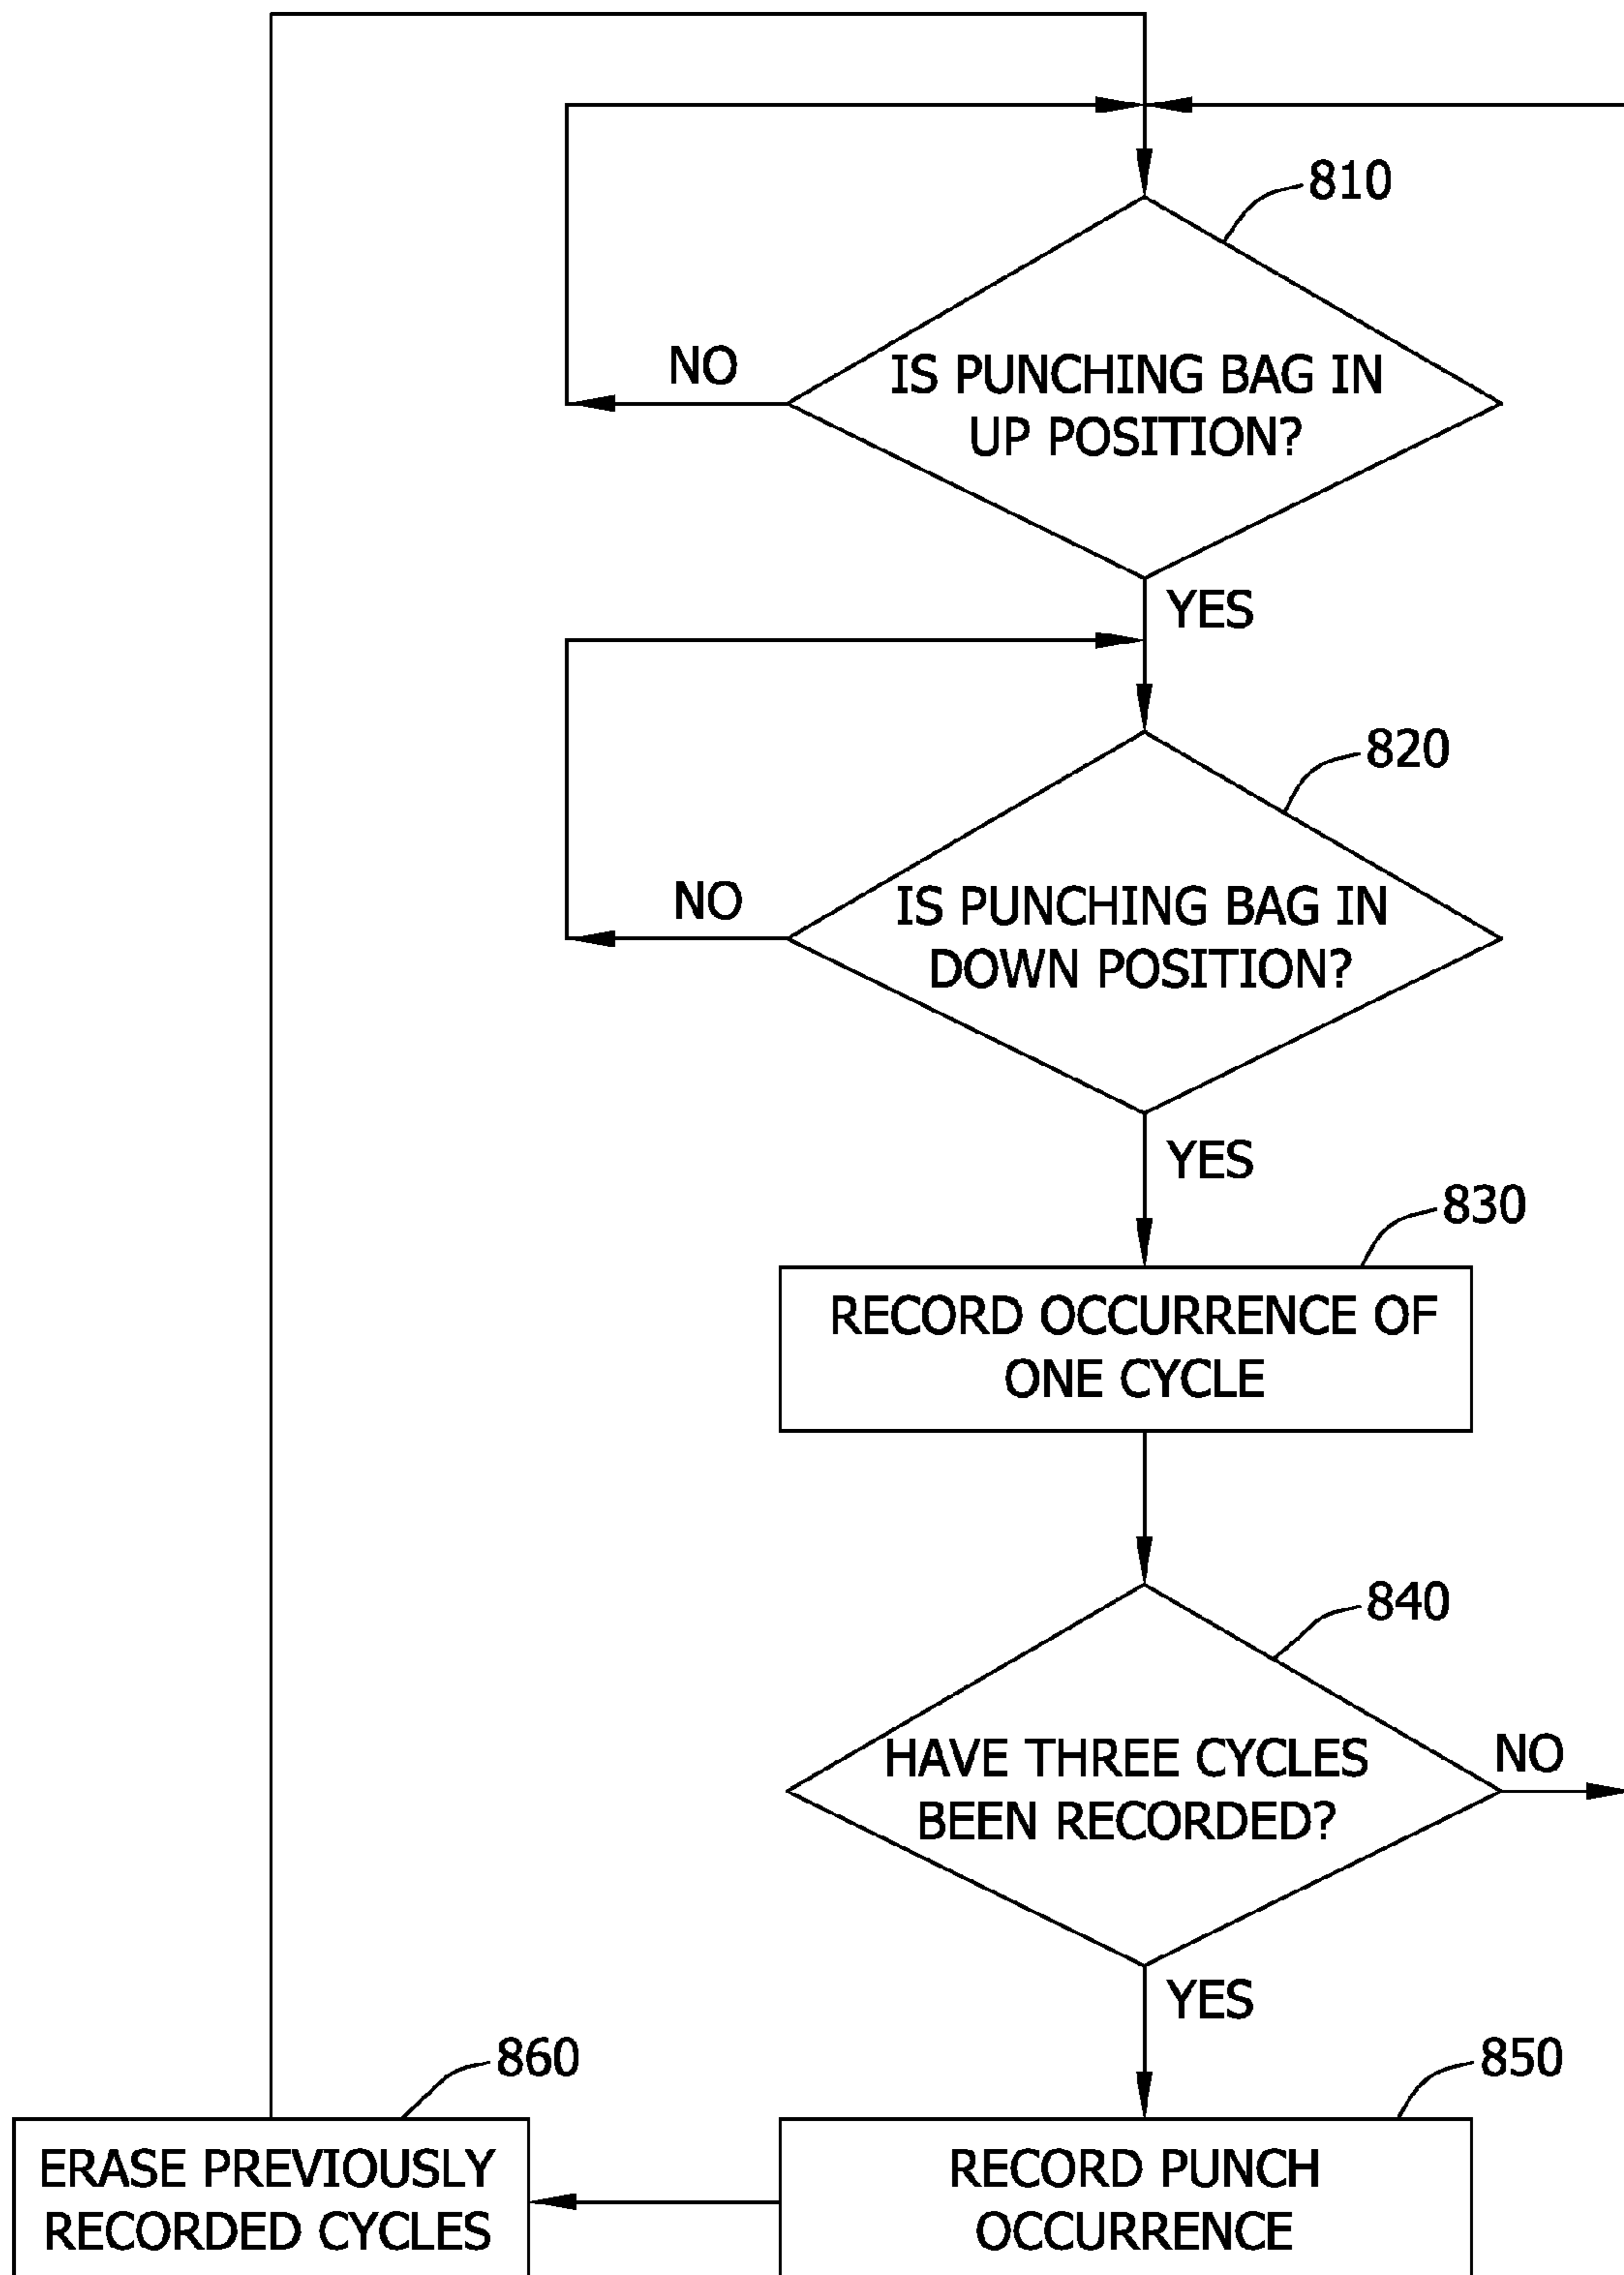 810
IS PUNCHING BAG IN
UP POSITION?
NO
YES
820
IS PUNCHING BAG IN
DOWN POSITION?
NO
YES
830
RECORD OCCURRENCE OF
ONE CYCLE
840
HAVE THREE CYCLES
BEEN RECORDED?
NO
YES
860
850
ERASE PREVIOUSLY
RECORDED CYCLES
RECORD PUNCH
OCCURRENCE